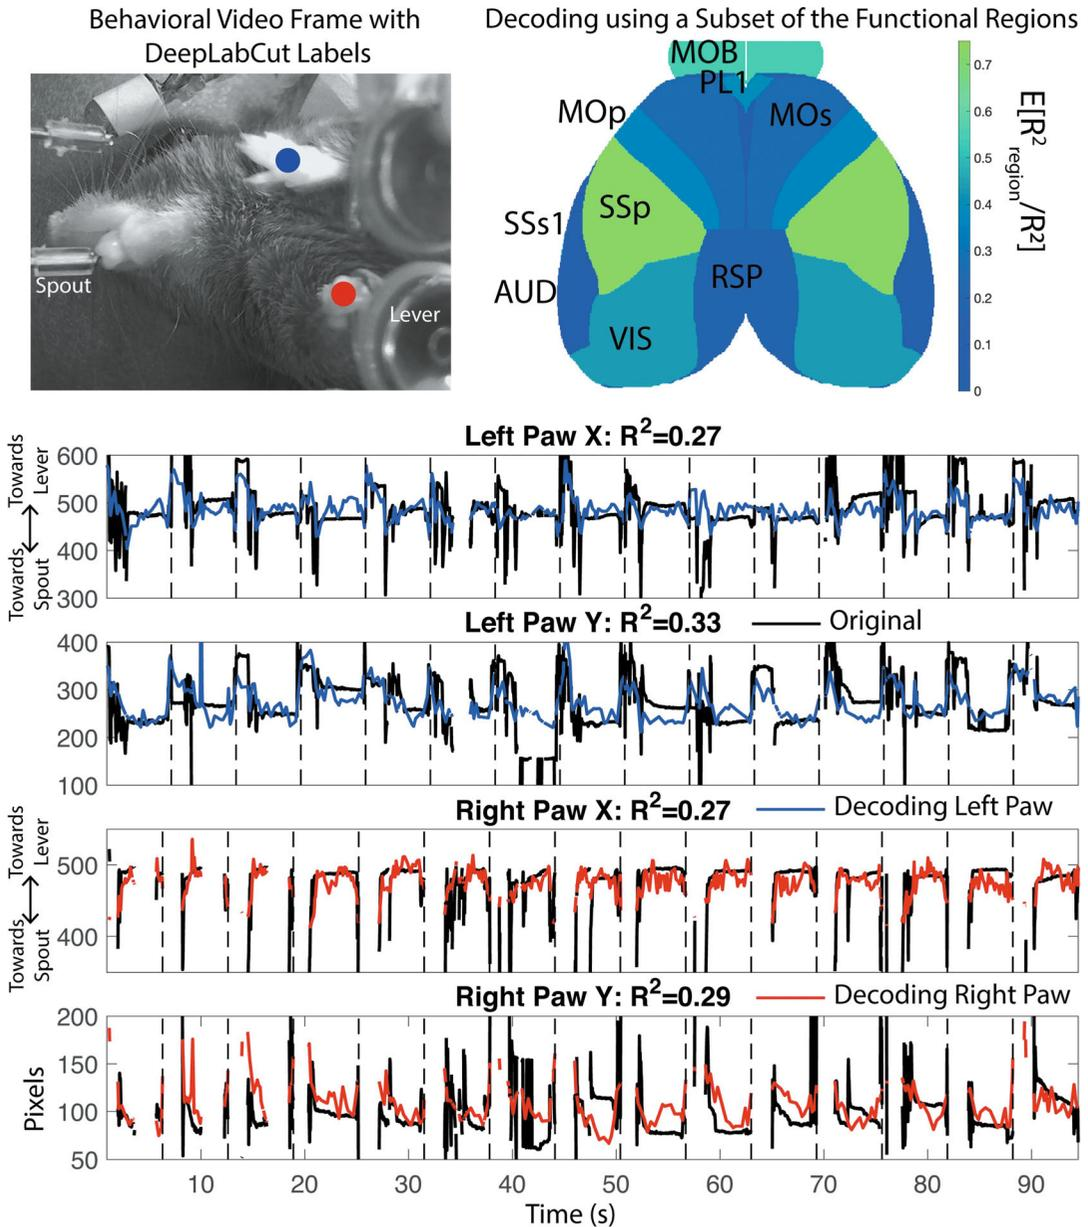 Behavioral Video Frame with
DeepLabCut Labels
Spout
Lever
Decoding using a Subset of the Functional Regions
MOB
PL1
MOp
MOs
SSp
SSs1
RSP
AUD
VIS
0.7
0.6
0.5
0.4
0.3
0.2
0.1
0
E[R²region/R²]
Left Paw X: R²=0.27
Towards Lever
Towards Spout
600
500
400
300
Left Paw Y: R²=0.33
Original
400
300
200
100
Right Paw X: R²=0.27
Decoding Left Paw
Towards Lever
Towards Spout
500
400
Right Paw Y: R²=0.29
Decoding Right Paw
Pixels
200
150
100
50
10 20 30 40 50 60 70 80 90
Time (s)